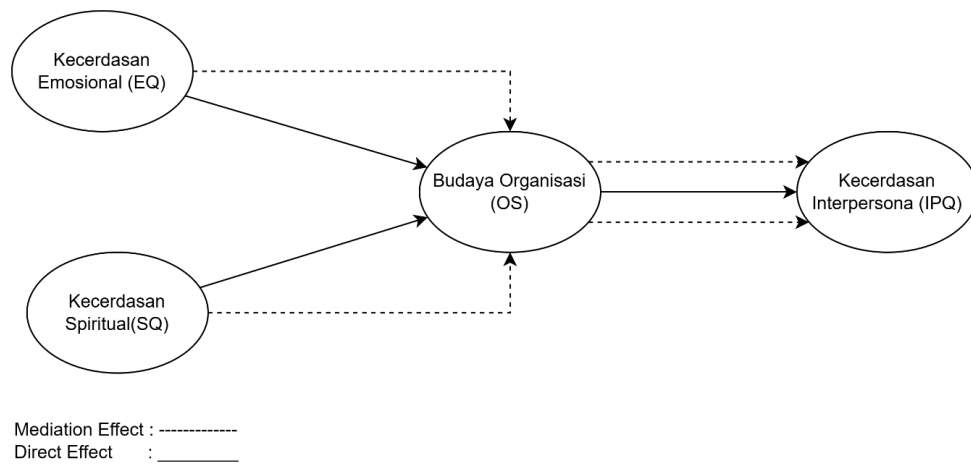 Kecerdasan
Emosional (EQ)
Budaya Organisasi
(OS)
Kecerdasan
Interpersona (IPQ)
Kecerdasan
Spiritual(SQ)
Mediation Effect : -------------
Direct Effect : _________